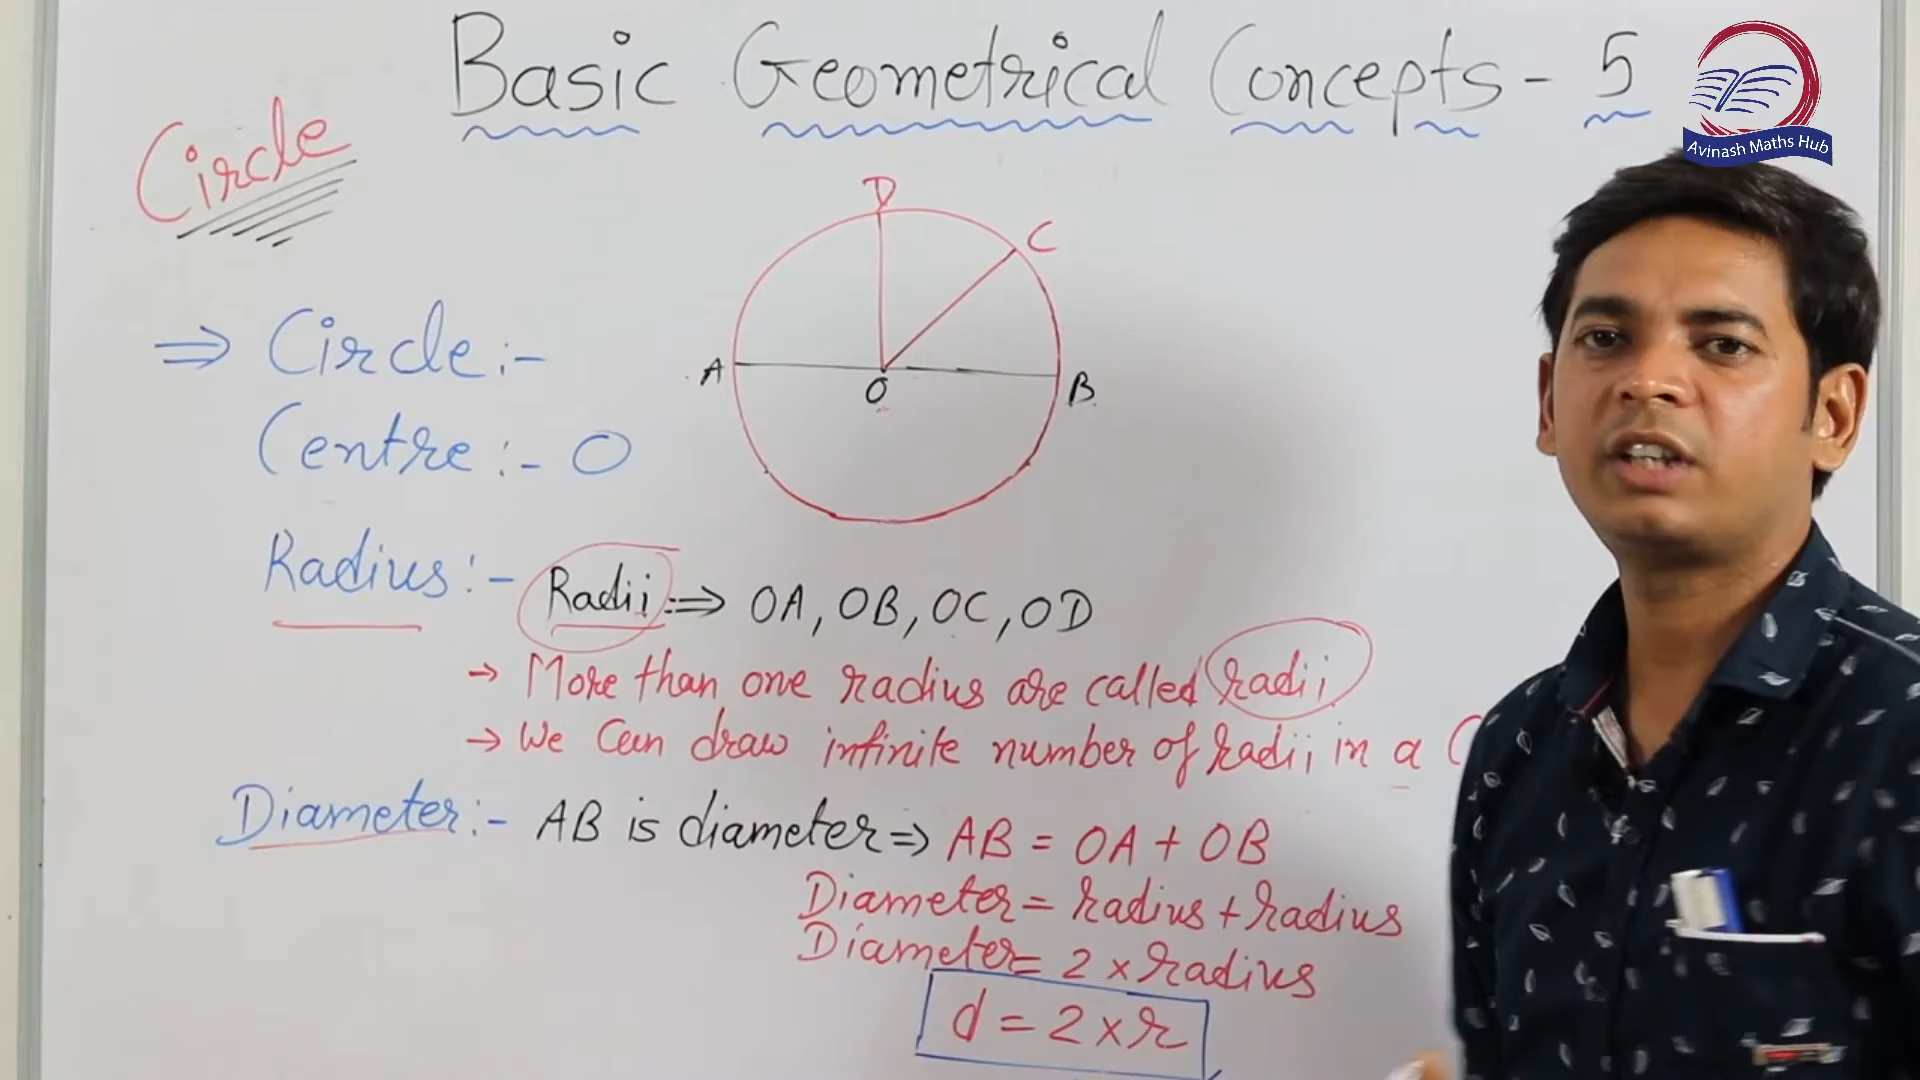 Basic Geometrical Concepts - 5
Avinash Maths Hub
Circle
D
C
A
O
B
⇒ Circle :-
Centre :- O
Radius :- Radii :⇒ OA, OB, OC, OD
→ More than one radius are called radii
→ We Can draw infinite number of radii in a
Diameter :- AB is diameter ⇒ AB = OA + OB
Diameter = radius + radius
Diameter = 2 × radius
d = 2 × r